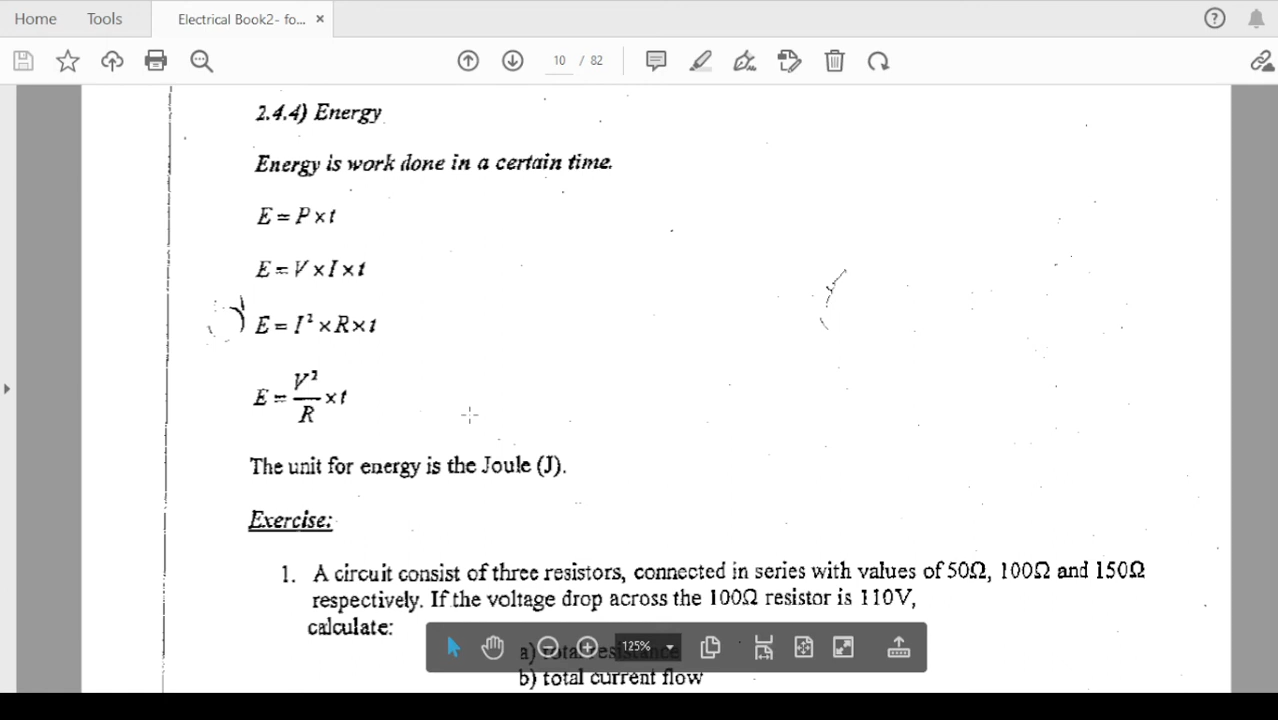 Home
Tools
Electrical Book2- fo... ×
10 / 82
2.4.4) Energy
Energy is work done in a certain time.
E = P × t
E = V × I × t
E = I² × R × t
E = V²/R × t
The unit for energy is the Joule (J).
Exercise:
1. A circuit consist of three resistors, connected in series with values of 50Ω, 100Ω and 150Ω
respectively. If the voltage drop across the 100Ω resistor is 110V,
calculate:
125%
a) total resistance
b) total current flow